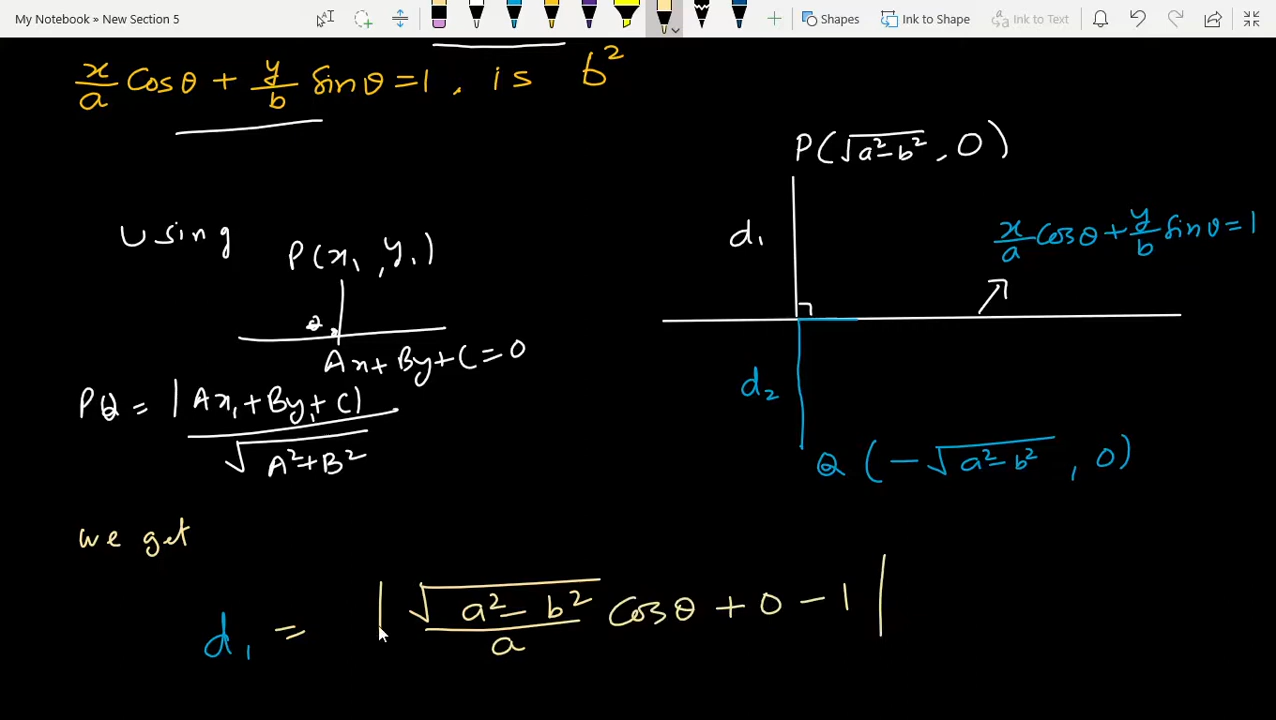 My Notebook » New Section 5
Shapes
Ink to Shape
Ink to Text
x/a Cosθ + y/b Sinθ = 1 , is b²
P(√a²-b² , 0)
d₁
x/a Cosθ + y/b Sinθ = 1
Using
P(x₁ , y₁)
Q
Ax + By + C = 0
PQ = |Ax₁ + By₁ + C| / √A²+B²
d₂
Q (-√a²-b² , 0)
we get
d₁ = | √a²-b² / a Cosθ + 0 - 1 |